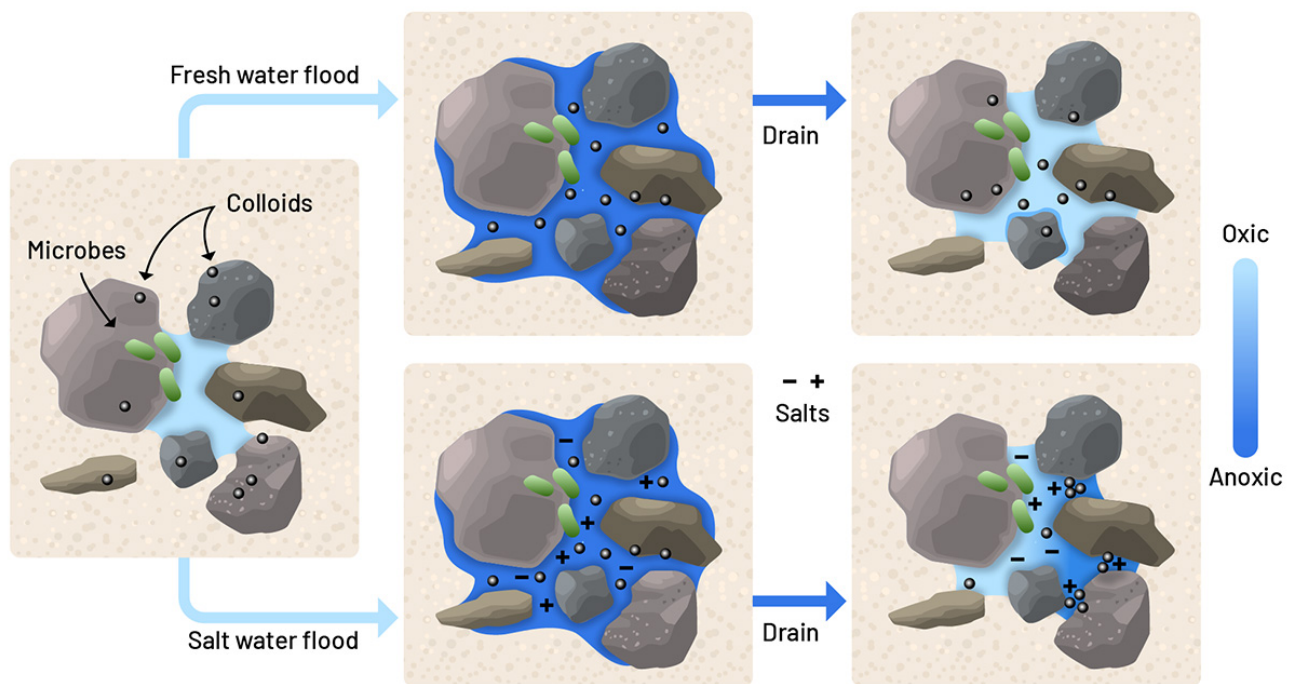 Fresh water flood
Drain
Colloids
Microbes
Oxic
− +
Salts
Anoxic
Salt water flood
Drain